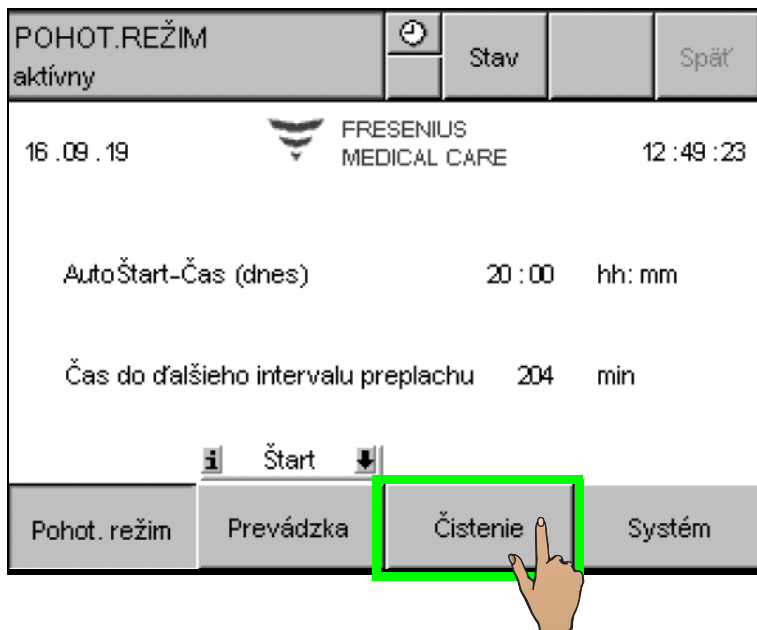 POHOT.REŽIM
aktívny
Stav
Späť
16.09.19
FRESENIUS
MEDICAL CARE
12:49:23
AutoŠtart-Čas (dnes) 20:00 hh:mm
Čas do ďalšieho intervalu preplachu 204 min
i Štart
Pohot. režim
Prevádzka
Čistenie
Systém